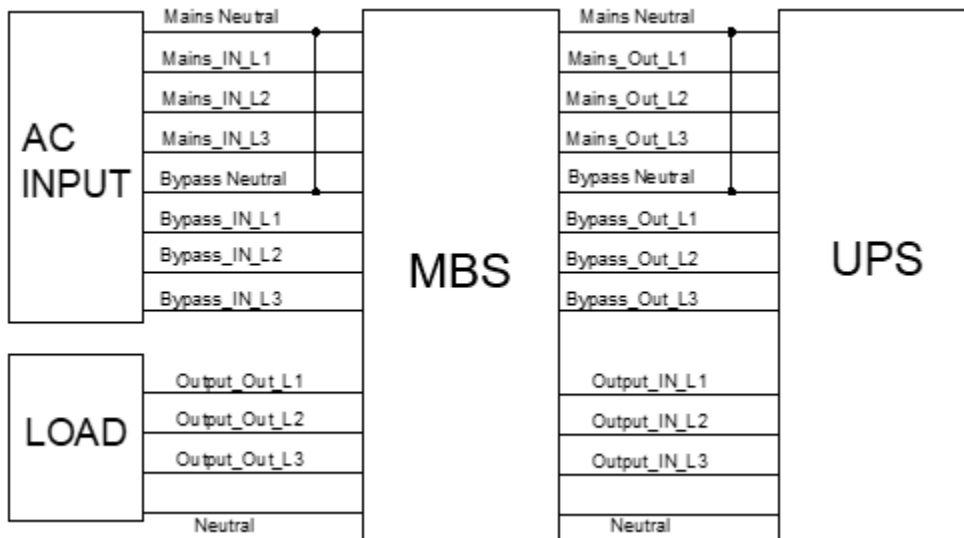 Mains Neutral
Mains_IN_L1
Mains_IN_L2
Mains_IN_L3
Bypass Neutral
Bypass_IN_L1
Bypass_IN_L2
Bypass_IN_L3
AC
INPUT
Output_Out_L1
Output_Out_L2
Output_Out_L3
Neutral
LOAD
MBS
Mains Neutral
Mains_Out_L1
Mains_Out_L2
Mains_Out_L3
Bypass Neutral
Bypass_Out_L1
Bypass_Out_L2
Bypass_Out_L3
Output_IN_L1
Output_IN_L2
Output_IN_L3
Neutral
UPS